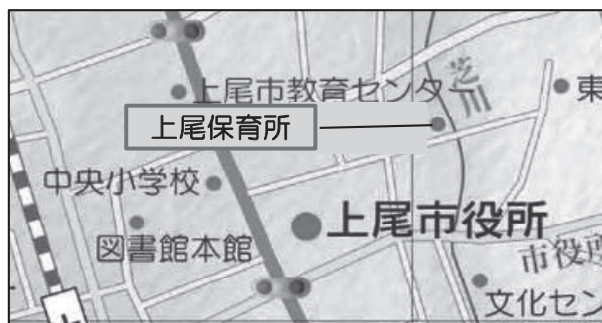 上尾市教育センター
芝川
東
上尾保育所
中央小学校
上尾市役所
図書館本館
市役所
文化セン
上